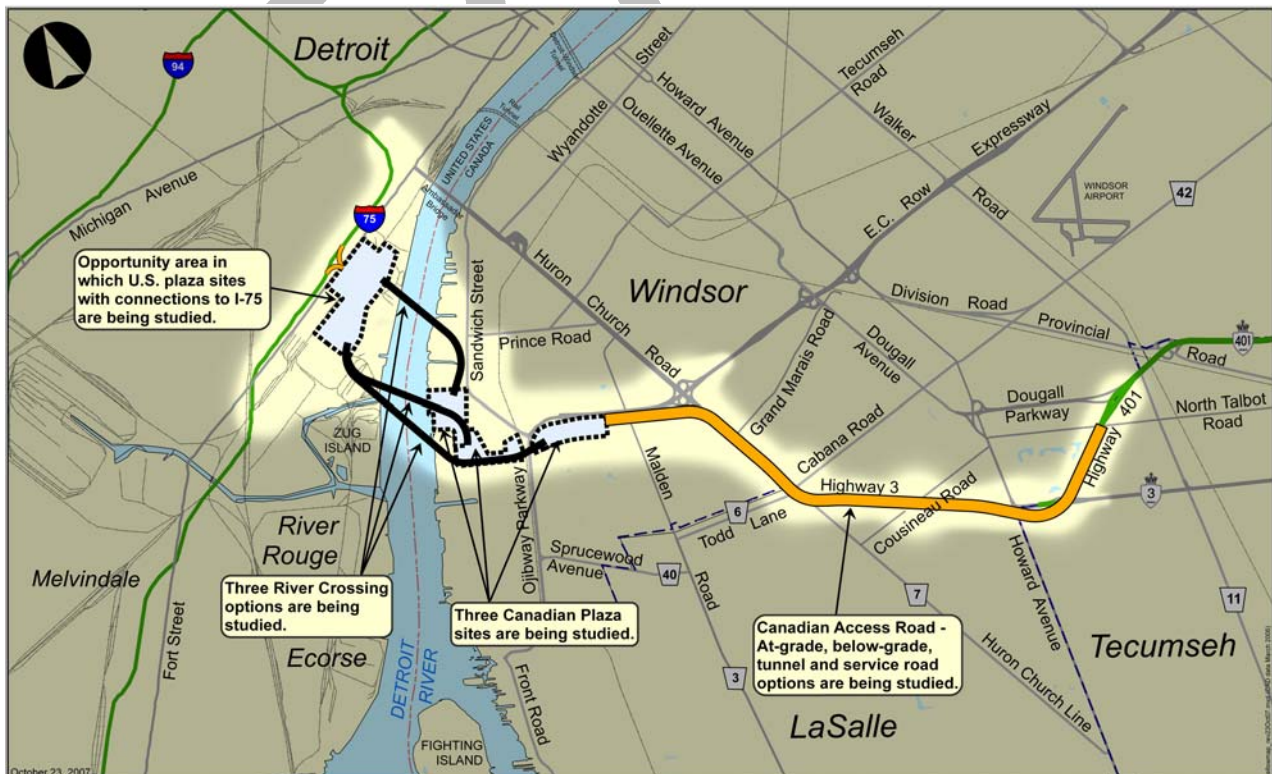 Detroit
94
Michigan Avenue
75
Opportunity area in
which U.S. plaza sites
with connections to I-75
are being studied.
Detroit Windsor
Tunnel
Rail
Tunnel
UNITED STATES
CANADA
Ambassador
Bridge
Wyandotte
Street
Howard Avenue
Ouellette Avenue
Tecumseh
Road
Walker
Road
E.C. Row
Expressway
WINDSOR
AIRPORT
42
Huron
Church
Road
Windsor
Division Road
Provincial
Road
401
Sandwich Street
Prince Road
Grand Marais Road
Dougall
Avenue
Dougall
Parkway
North Talbot
Road
Highway
401
ZUG
ISLAND
Malden
Road
Cabana Road
Highway 3
3
Cousineau Road
6
Todd Lane
Ojibway Parkway
River
Rouge
Melvindale
Sprucewood
Avenue
40
Howard Avenue
7
11
Three River Crossing
options are being
studied.
Three Canadian Plaza
sites are being studied.
Canadian Access Road -
At-grade, below-grade,
tunnel and service road
options are being studied.
Huron Church Line
Tecumseh
Fort Street
Ecorse
DETROIT
RIVER
Front Road
3
LaSalle
FIGHTING
ISLAND
October 23, 2007